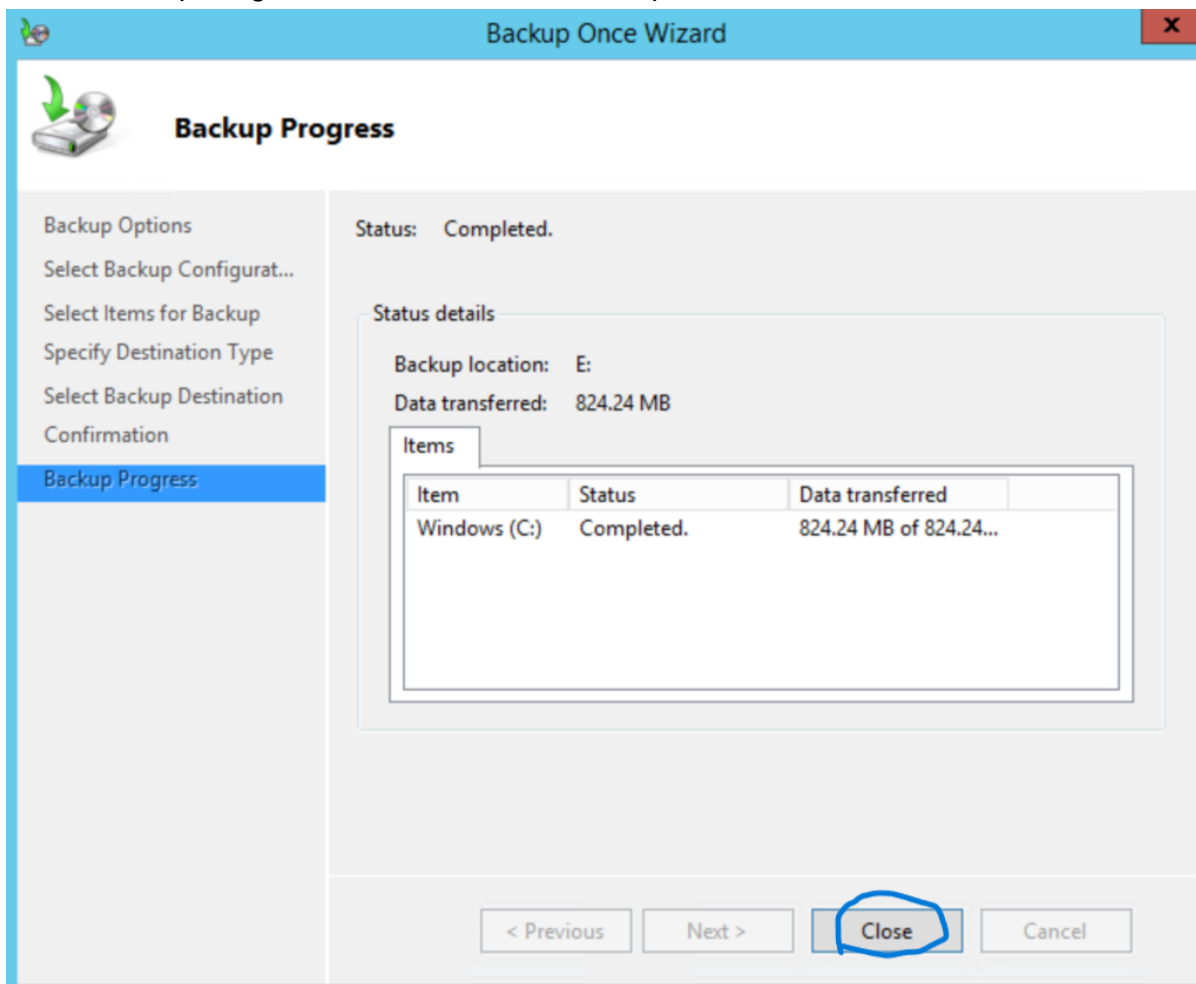 Backup Once Wizard
x
Backup Progress
Backup Options
Select Backup Configurat...
Select Items for Backup
Specify Destination Type
Select Backup Destination
Confirmation
Backup Progress
Status: Completed.
Status details
Backup location: E:
Data transferred: 824.24 MB
Items
Item Status Data transferred
Windows (C:) Completed. 824.24 MB of 824.24...
< Previous Next > Close Cancel